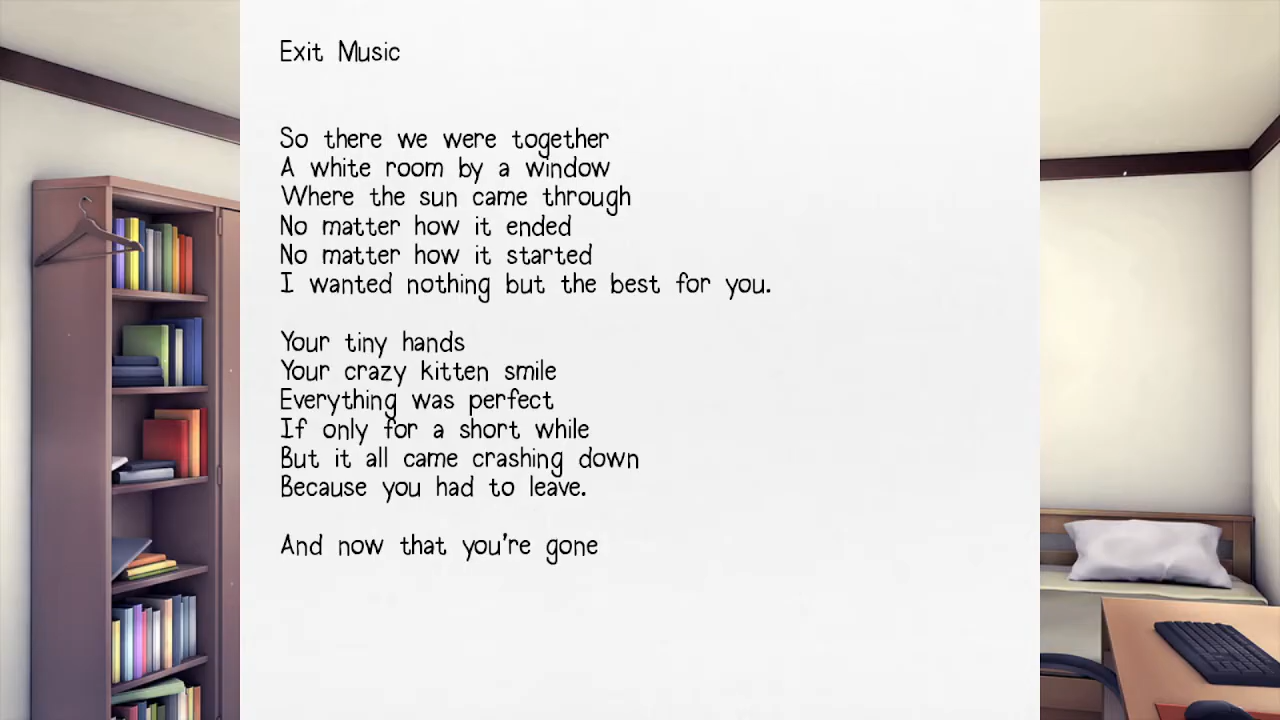 Exit Music
So there we were together
A white room by a window
Where the sun came through
No matter how it ended
No matter how it started
I wanted nothing but the best for you.
Your tiny hands
Your crazy kitten smile
Everything was perfect
If only for a short while
But it all came crashing down
Because you had to leave.
And now that you're gone